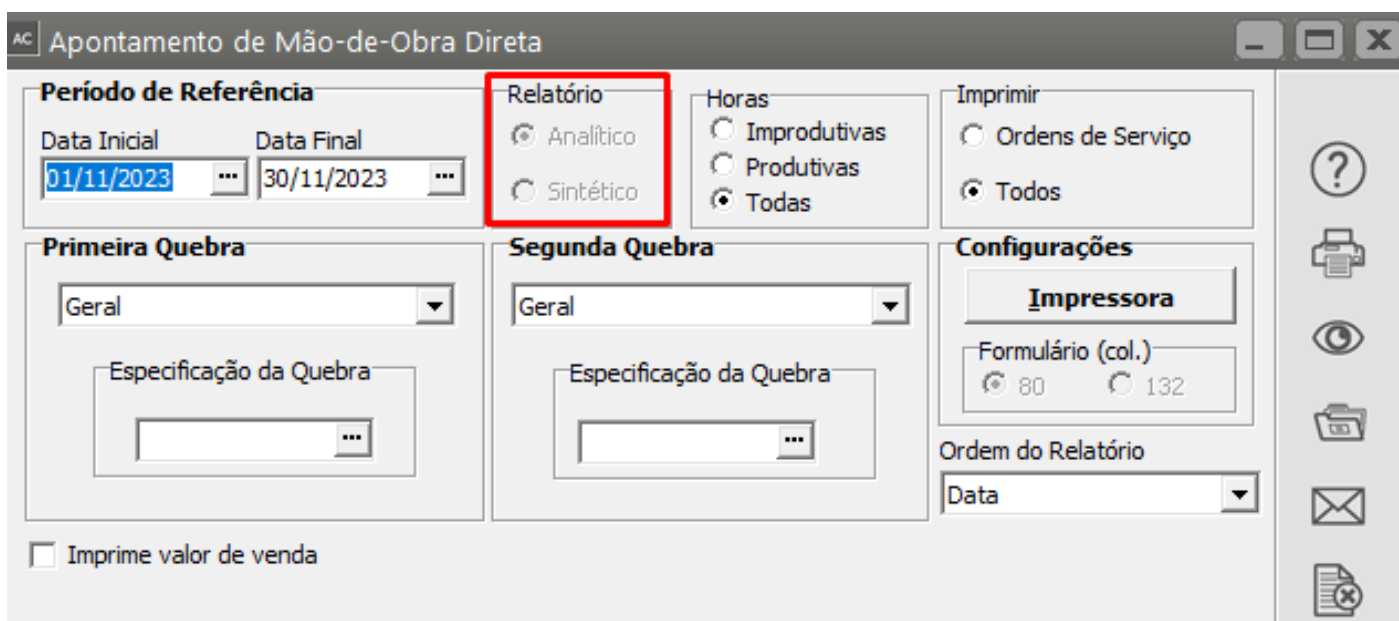 AC Apontamento de Mão-de-Obra Direta
Período de Referência
Data Inicial Data Final
01/11/2023 ... 30/11/2023 ...
Relatório
Analítico
Sintético
Horas
Improdutivas
Produtivas
Todas
Imprimir
Ordens de Serviço
Todos
Primeira Quebra
Geral
Especificação da Quebra
...
Segunda Quebra
Geral
Especificação da Quebra
...
Configurações
Impressora
Formulário (col.)
80 132
Ordem do Relatório
Data
Imprime valor de venda
?